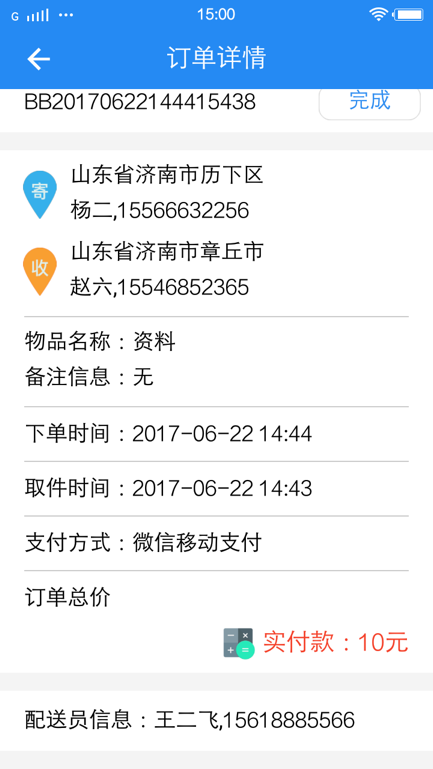 G
15:00
订单详情
BB20170622144415438
完成
寄
山东省济南市历下区
杨二,15566632256
收
山东省济南市章丘市
赵六,15546852365
物品名称：资料
备注信息：无
下单时间：2017-06-22 14:44
取件时间：2017-06-22 14:43
支付方式：微信移动支付
订单总价
实付款：10元
配送员信息：王二飞,15618885566